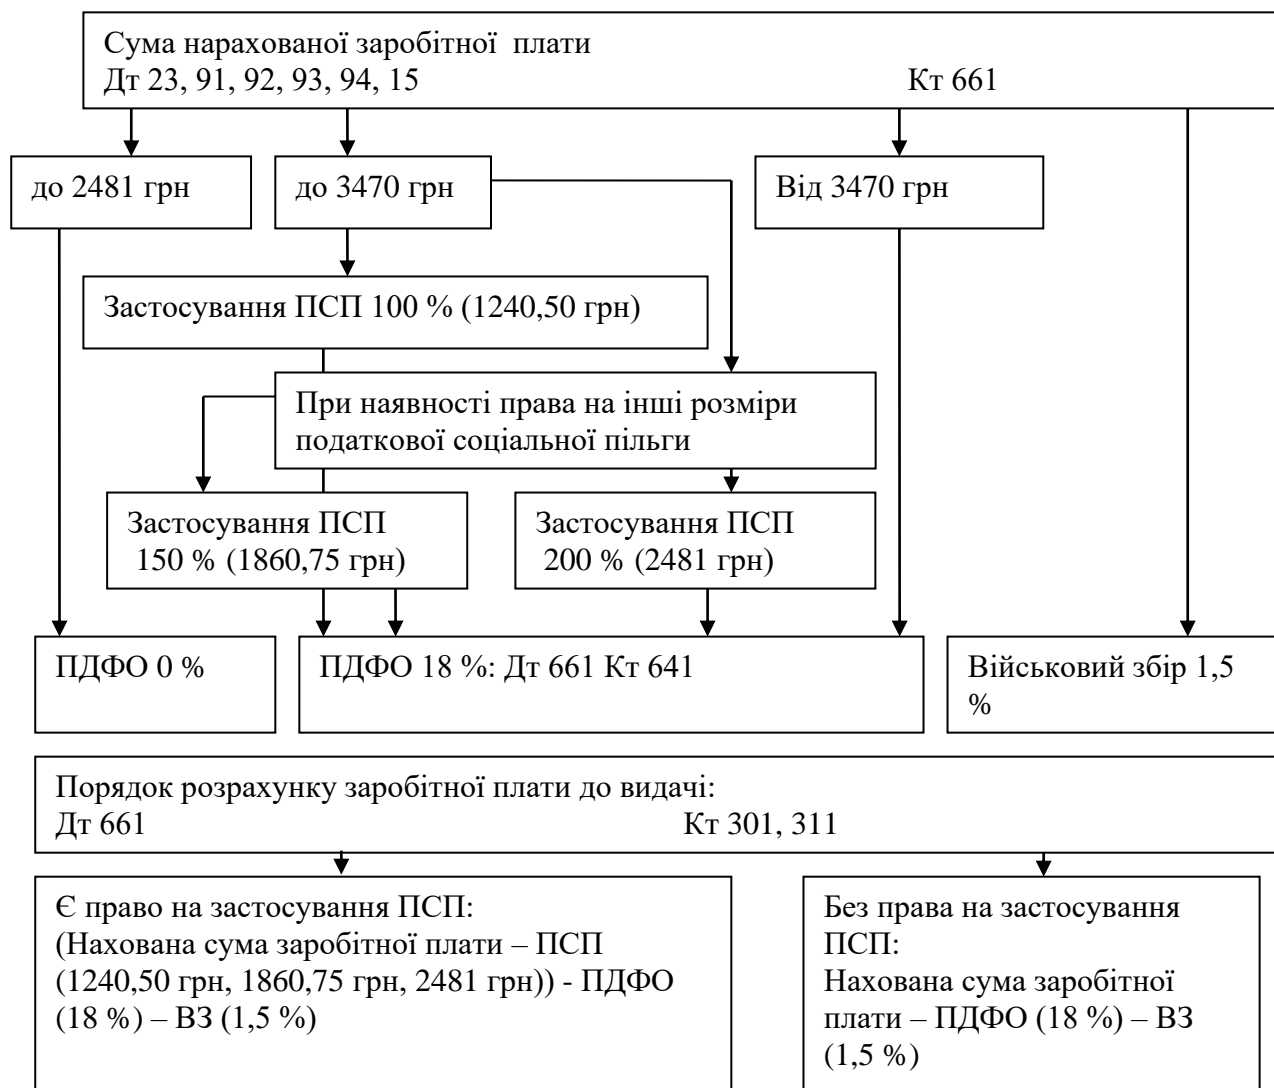 Сума нарахованої заробітної плати
Дт 23, 91, 92, 93, 94, 15 Кт 661
до 2481 грн
до 3470 грн
Від 3470 грн
Застосування ПСП 100 % (1240,50 грн)
При наявності права на інші розміри
податкової соціальної пільги
Застосування ПСП
150 % (1860,75 грн)
Застосування ПСП
200 % (2481 грн)
ПДФО 0 %
ПДФО 18 %: Дт 661 Кт 641
Військовий збір 1,5
%
Порядок розрахунку заробітної плати до видачі:
Дт 661 Кт 301, 311
Є право на застосування ПСП:
(Нахована сума заробітної плати – ПСП
(1240,50 грн, 1860,75 грн, 2481 грн)) - ПДФО
(18 %) – ВЗ (1,5 %)
Без права на застосування
ПСП:
Нахована сума заробітної
плати – ПДФО (18 %) – ВЗ
(1,5 %)